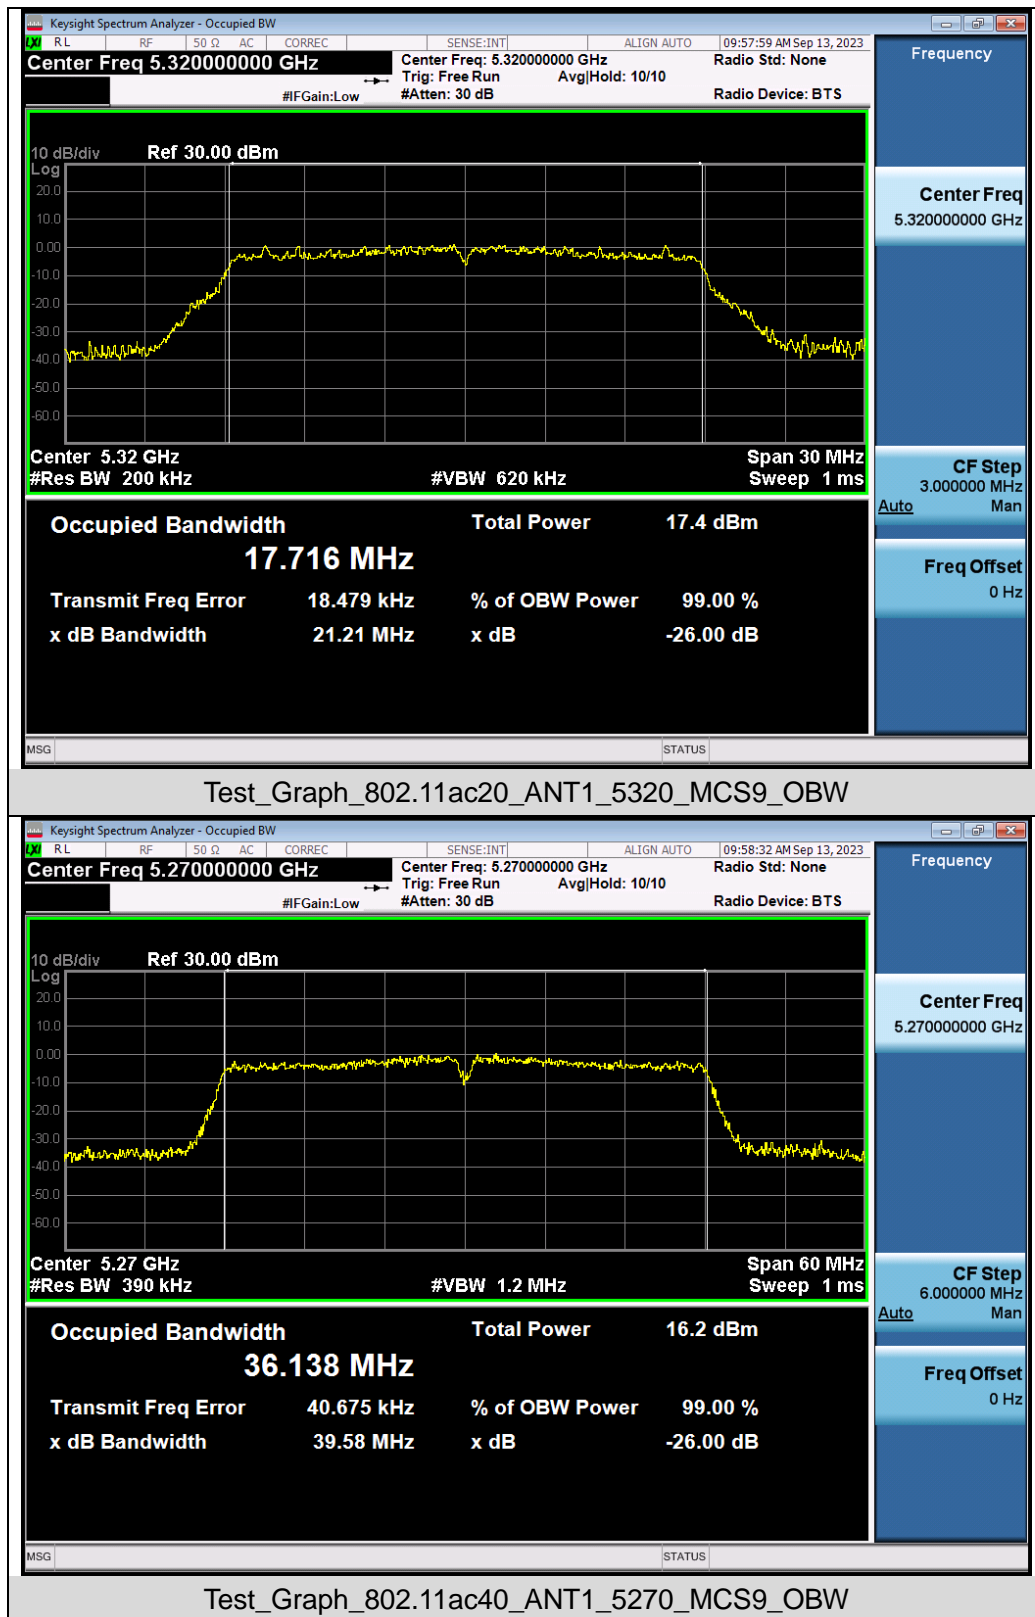 Keysight Spectrum Analyzer - Occupied BW
LXI RL RF 50 Ω AC CORREC SENSE:INT ALIGN AUTO 09:57:59 AM Sep 13, 2023
Center Freq 5.320000000 GHz Center Freq: 5.320000000 GHz Radio Std: None
Trig: Free Run Avg|Hold: 10/10
#IFGain:Low #Atten: 30 dB Radio Device: BTS
Frequency
10 dB/div Ref 30.00 dBm
Log
20.0
10.0
0.00
-10.0
-20.0
-30.0
-40.0
-50.0
-60.0
Center 5.32 GHz Span 30 MHz
#Res BW 200 kHz #VBW 620 kHz Sweep 1 ms
Center Freq
5.320000000 GHz
CF Step
3.000000 MHz
Auto Man
Freq Offset
0 Hz
Occupied Bandwidth Total Power 17.4 dBm
17.716 MHz
Transmit Freq Error 18.479 kHz % of OBW Power 99.00 %
x dB Bandwidth 21.21 MHz x dB -26.00 dB
MSG STATUS
Test_Graph_802.11ac20_ANT1_5320_MCS9_OBW
Keysight Spectrum Analyzer - Occupied BW
LXI RL RF 50 Ω AC CORREC SENSE:INT ALIGN AUTO 09:58:32 AM Sep 13, 2023
Center Freq 5.270000000 GHz Center Freq: 5.270000000 GHz Radio Std: None
Trig: Free Run Avg|Hold: 10/10
#IFGain:Low #Atten: 30 dB Radio Device: BTS
Frequency
10 dB/div Ref 30.00 dBm
Log
20.0
10.0
0.00
-10.0
-20.0
-30.0
-40.0
-50.0
-60.0
Center 5.27 GHz Span 60 MHz
#Res BW 390 kHz #VBW 1.2 MHz Sweep 1 ms
Center Freq
5.270000000 GHz
CF Step
6.000000 MHz
Auto Man
Freq Offset
0 Hz
Occupied Bandwidth Total Power 16.2 dBm
36.138 MHz
Transmit Freq Error 40.675 kHz % of OBW Power 99.00 %
x dB Bandwidth 39.58 MHz x dB -26.00 dB
MSG STATUS
Test_Graph_802.11ac40_ANT1_5270_MCS9_OBW